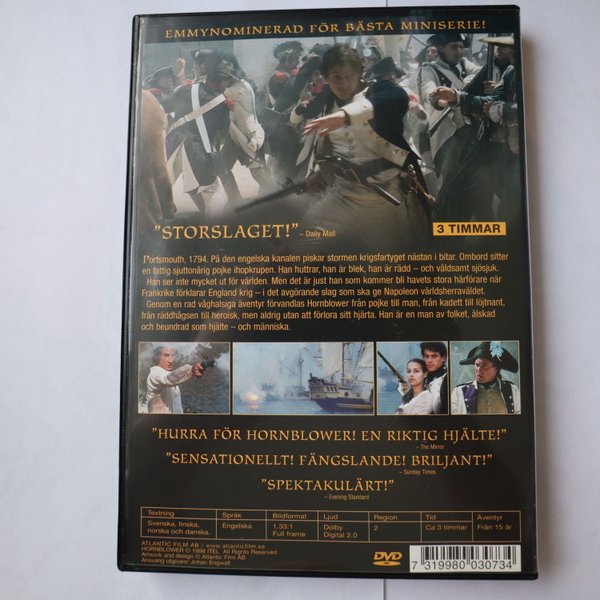 EMMYNOMINERAD FÖR BÄSTA MINISERIE!
"STORSLAGET!" – Daily Mail
3 TIMMAR
Portsmouth, 1794. På den engelska kanalen piskar stormen krigsfartyget nästan i bitar. Ombord sitter
en fattig sjuttonårig pojke ihopkrupen. Han huttrar, han är blek, han är rädd – och våldsamt sjösjuk.
Han ser inte mycket ut för världen. Men det är just han som kommer bli havets stora härförare när
Frankrike förklarar England krig – i det avgörande slag som ska ge Napoleon världsherraväldet.
Genom en rad våghalsiga äventyr förvandlas Hornblower från pojke till man, från kadett till löjtnant,
från räddhågsen till heroisk, men aldrig utan att förlora sitt hjärta. Han är en man av folket, älskad
och beundrad som hjälte – och människa.
"HURRA FÖR HORNBLOWER! EN RIKTIG HJÄLTE!"
– The Mirror
"SENSATIONELLT! FÄNGSLANDE! BRILJANT!"
– Sunday Times
"SPEKTAKULÄRT!"
– Evening Standard
Textning Språk Bildformat Ljud Region Tid Äventyr
Svenska, finska, Engelska 1.33:1 Dolby 2 Ca 3 timmar Från 15 år
norska och danska. Full frame Digital 2.0
ATLANTIC FILM AB / www.atlanticfilm.se
HORNBLOWER © 1998 ITEL. All Rights Reserved
Artwork and design © Atlantic Film AB
Ansvarig utgivare: Johan Engwall
DVD
7 319980 030734